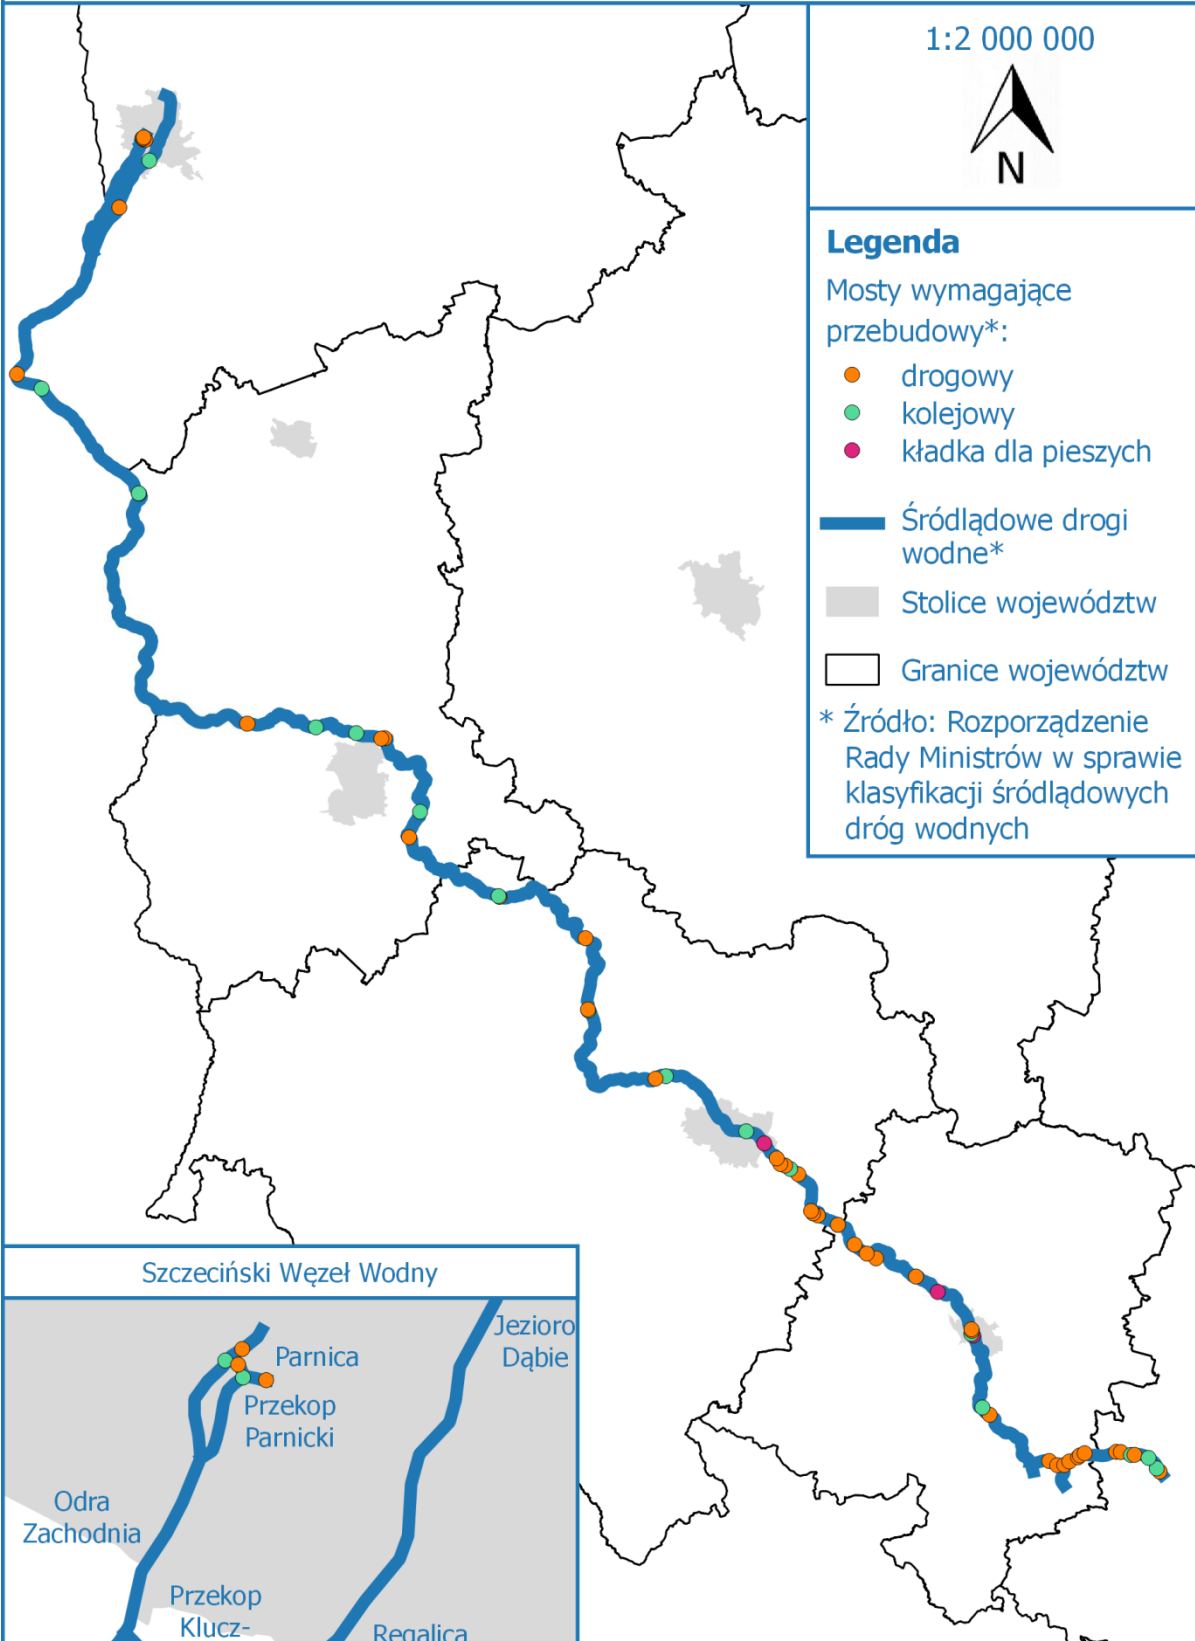 1:2 000 000
N
Legenda
Mosty wymagające
przebudowy*:
drogowy
kolejowy
kładka dla pieszych
Śródlądowe drogi
wodne*
Stolice województw
Granice województw
* Źródło: Rozporządzenie
Rady Ministrów w sprawie
klasyfikacji śródlądowych
dróg wodnych
Szczeciński Węzeł Wodny
Jezioro
Dąbie
Parnica
Przekop
Parnicki
Odra
Zachodnia
Przekop
Klucz-
Regalica